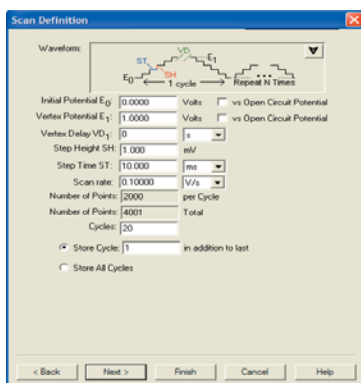 Scan Definition
Waveform:
VD
ST
E1
E0
SH
1 cycle
Repeat N Times
Initial Potential E0: 0.0000 Volts vs Open Circuit Potential
Vertex Potential E1: 1.0000 Volts vs Open Circuit Potential
Vertex Delay VD1: 0 s
Step Height SH: 1.000 mV
Step Time ST: 10.000 ms
Scan rate: 0.10000 V/s
Number of Points: 2000 per Cycle
Number of Points: 4001 Total
Cycles: 20
Store Cycle: 1 in addition to last
Store All Cycles
< Back Next > Finish Cancel Help